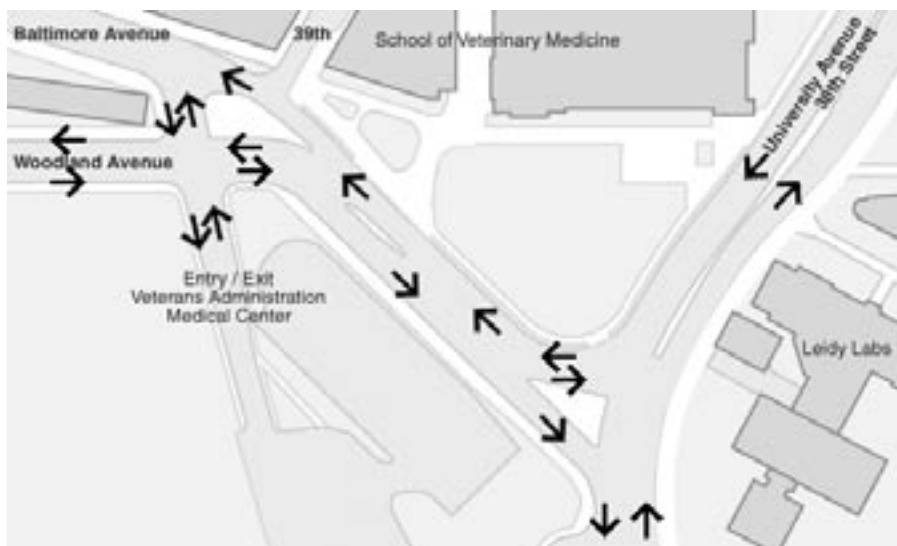 Baltimore Avenue
39th
School of Veterinary Medicine
University Avenue
38th Street
Woodland Avenue
Entry / Exit
Veterans Administration
Medical Center
Leidy Labs